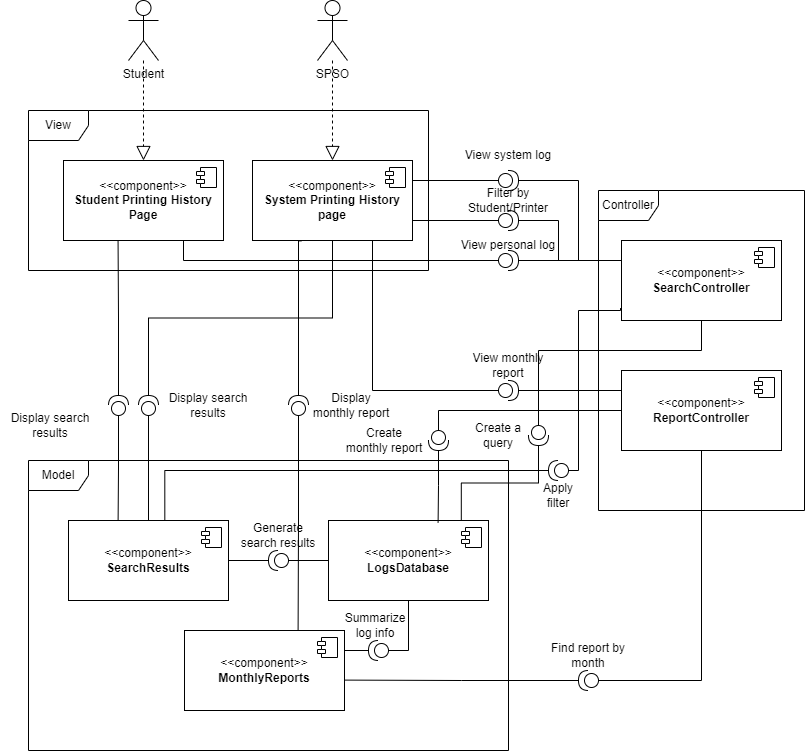 Student
SPSO
View
<<component>>
Student Printing History
Page
<<component>>
System Printing History
page
View system log
Filter by
Student/Printer
View personal log
Controller
<<component>>
SearchController
View monthly
report
<<component>>
ReportController
Display search
results
Display search
results
Display
monthly report
Create
monthly report
Create a
query
Apply
filter
Model
<<component>>
SearchResults
Generate
search results
<<component>>
LogsDatabase
Summarize
log info
<<component>>
MonthlyReports
Find report by
month